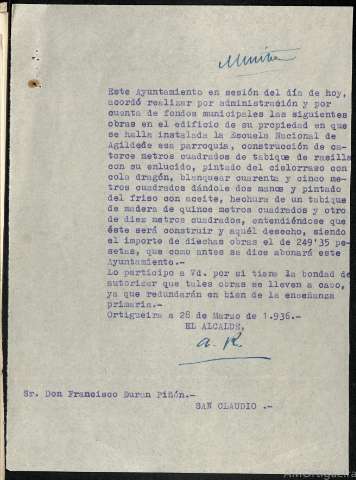 Minuta
Este Ayuntamiento en sesión del día de hoy,
acordó realizar por administración y por
cuenta de fondos municipales las siguientes
obras en el edificio de su propiedad en que
se halla instalada la Escuela Nacional de
Agildede esa parroquia, construcción de ca-
torce metros cuadrados de tabique de rasilla
con su enlucido, pintado del cielorraso con
cola dragón, blanquear cuarenta y cinco me-
tros cuadrados dándole dos manos y pintado
del friso con aceite, hechura de un tabique
de madera de quince metros cuadrados y otro
de diez metros cuadrados, entendiéndose que
éste será construir y aquél desecho, siendo
el importe de diechas obras el de 249'35 pe-
setas, que como antes se dice abonará este
Ayuntamiento.-
Lo participo a Vd. por si tiene la bondad de
autorizar que tales obras se lleven a cabo,
ya que redundarán en bien de la enseñanza
primaria.-
Ortigueira a 28 de Marzo de 1.936.-
EL ALCALDE,
a. R.
Sr. Don Francisco Duran Piñón.-
SAN CLAUDIO .-
AMOrtigueira